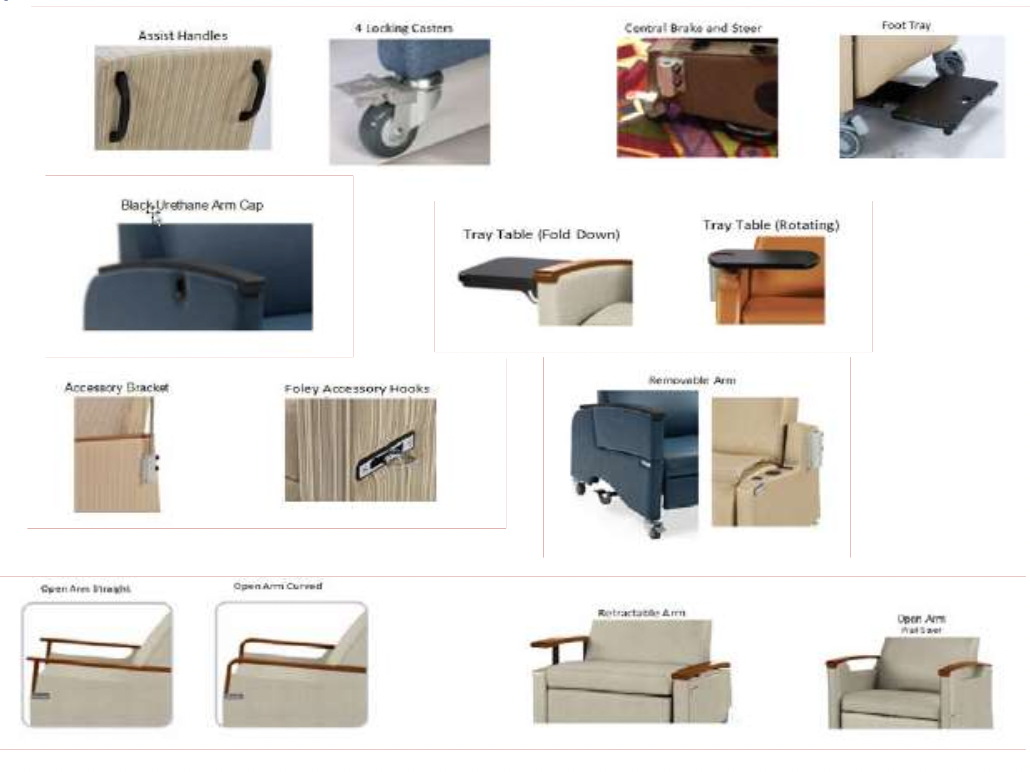 Assist Handles
4 Locking Casters
Central Brake and Steer
Foot Tray
Black Urethane Arm Cap
Tray Table (Fold Down)
Tray Table (Rotating)
Accessory Bracket
Foley Accessory Hooks
Removable Arm
Open Arm Straight
Open Arm Curved
Retractable Arm
Open Arm
Wall Saver